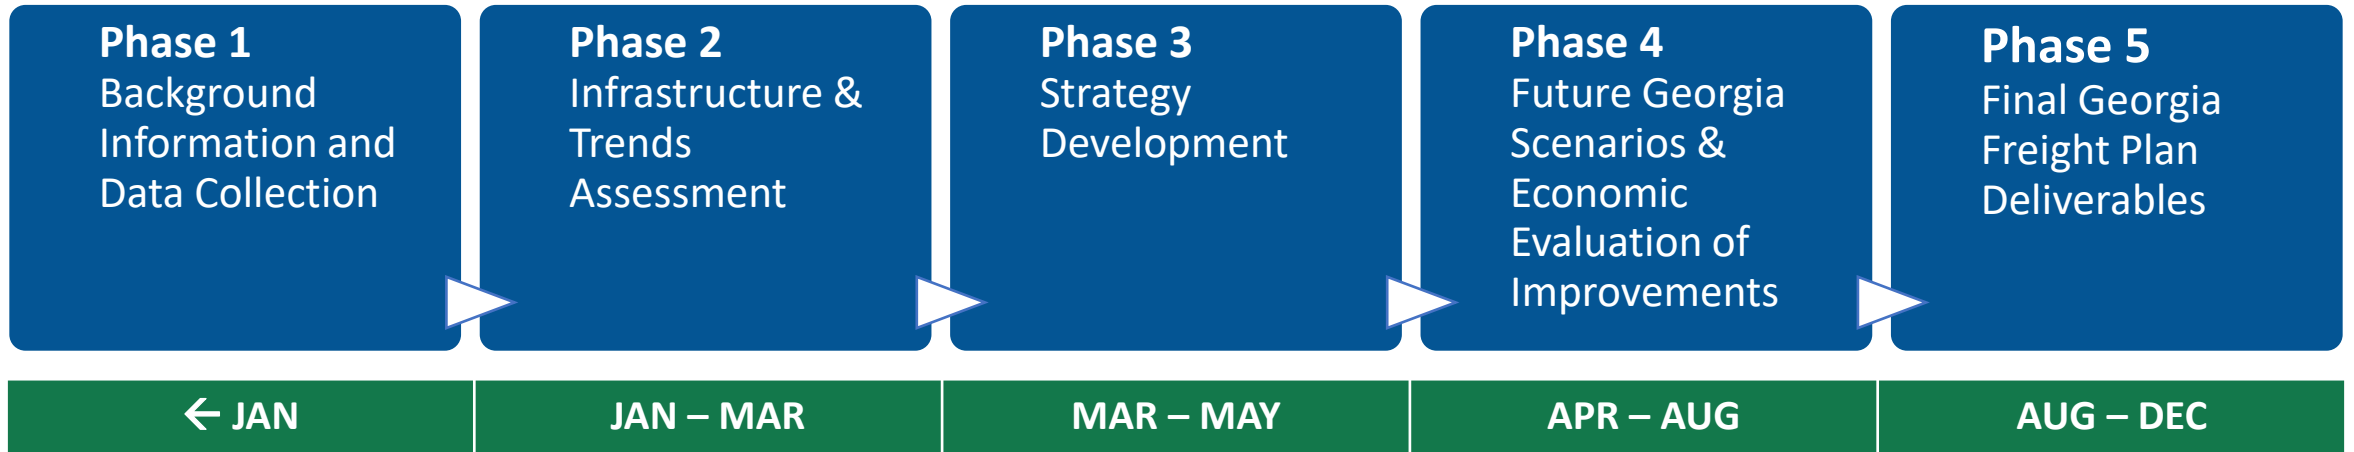 Phase 1
Background
Information and
Data Collection
Phase 2
Infrastructure &
Trends
Assessment
Phase 3
Strategy
Development
Phase 4
Future Georgia
Scenarios &
Economic
Evaluation of
Improvements
Phase 5
Final Georgia
Freight Plan
Deliverables
← JAN
JAN – MAR
MAR – MAY
APR – AUG
AUG – DEC